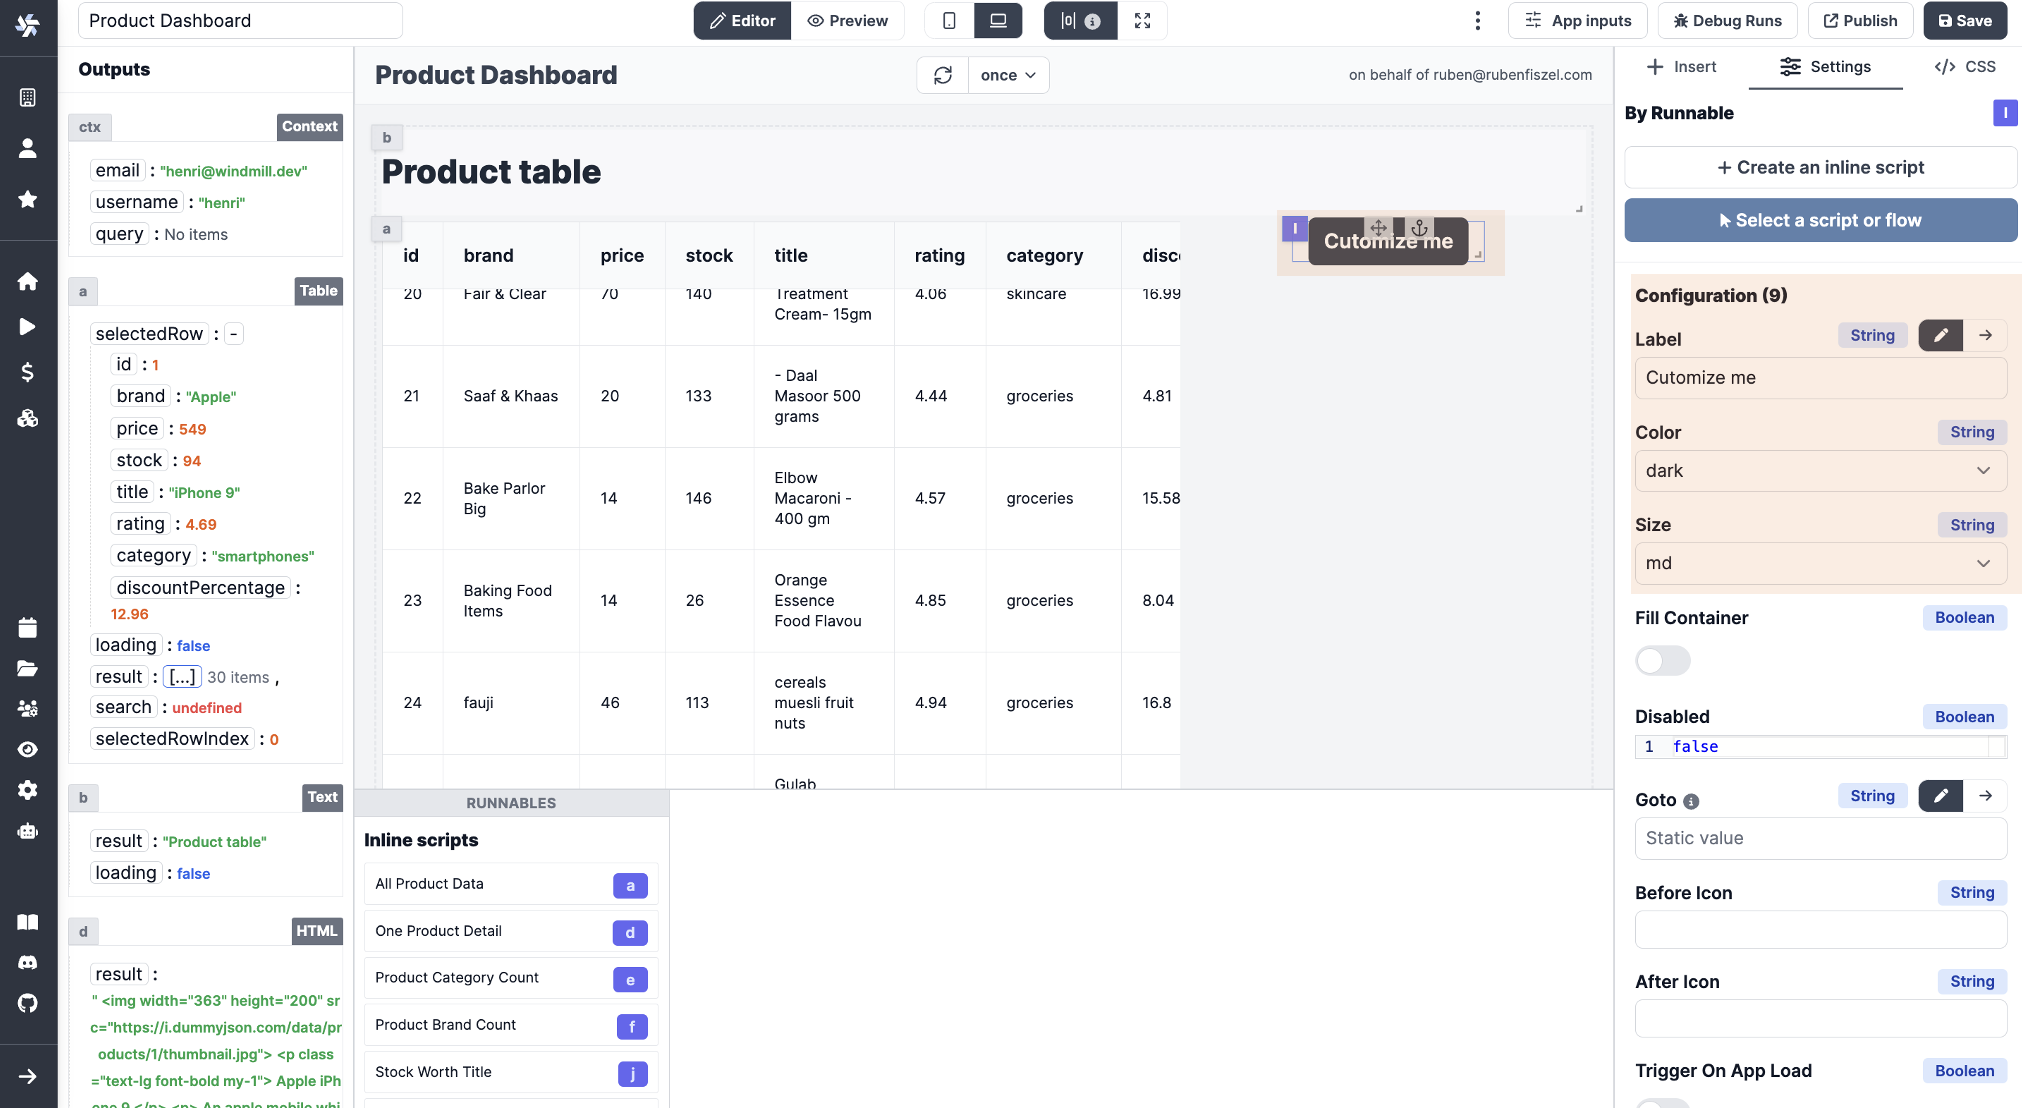 Product Dashboard
Editor
Preview
App inputs
Debug Runs
Publish
Save
Outputs
ctx
Context
email : "henri@windmill.dev"
username : "henri"
query : No items
a
Table
selectedRow : -
id : 1
brand : "Apple"
price : 549
stock : 94
title : "iPhone 9"
rating : 4.69
category : "smartphones"
discountPercentage :
12.96
loading : false
result : [...] 30 items ,
search : undefined
selectedRowIndex : 0
b
Text
result : "Product table"
loading : false
d
HTML
result :
" <img width="363" height="200" sr
c="https://i.dummyjson.com/data/pr
oducts/1/thumbnail.jpg"> <p class
="text-lg font-bold my-1"> Apple iPh
one 9 </p> <p> An apple mobile whi
Product Dashboard
once
on behalf of ruben@rubenfiszel.com
b
Product table
a
id brand price stock title rating category disc
20 Fair & Clear 70 140 Treatment Cream- 15gm 4.06 skincare 16.99
21 Saaf & Khaas 20 133 - Daal Masoor 500 grams 4.44 groceries 4.81
22 Bake Parlor Big 14 146 Elbow Macaroni - 400 gm 4.57 groceries 15.58
23 Baking Food Items 14 26 Orange Essence Food Flavou 4.85 groceries 8.04
24 fauji 46 113 cereals muesli fruit nuts 4.94 groceries 16.8
Gulab
l
Cutomize me
RUNNABLES
Inline scripts
All Product Data a
One Product Detail d
Product Category Count e
Product Brand Count f
Stock Worth Title j
Insert
Settings
CSS
By Runnable
l
+ Create an inline script
Select a script or flow
Configuration (9)
Label
String
Cutomize me
Color
String
dark
Size
String
md
Fill Container
Boolean
Disabled
Boolean
1 false
Goto
String
Static value
Before Icon
String
After Icon
String
Trigger On App Load
Boolean